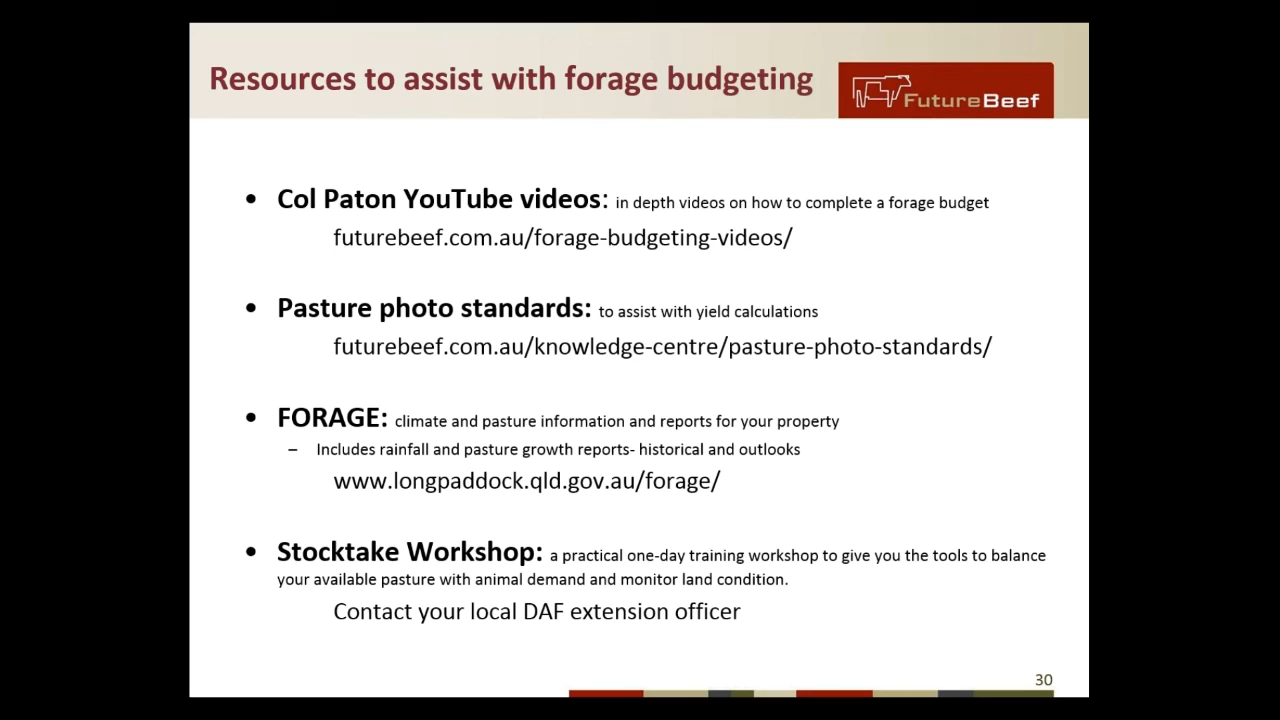 Resources to assist with forage budgeting
FutureBeef
• Col Paton YouTube videos: in depth videos on how to complete a forage budget
futurebeef.com.au/forage-budgeting-videos/
• Pasture photo standards: to assist with yield calculations
futurebeef.com.au/knowledge-centre/pasture-photo-standards/
• FORAGE: climate and pasture information and reports for your property
– Includes rainfall and pasture growth reports- historical and outlooks
www.longpaddock.qld.gov.au/forage/
• Stocktake Workshop: a practical one-day training workshop to give you the tools to balance
your available pasture with animal demand and monitor land condition.
Contact your local DAF extension officer
30